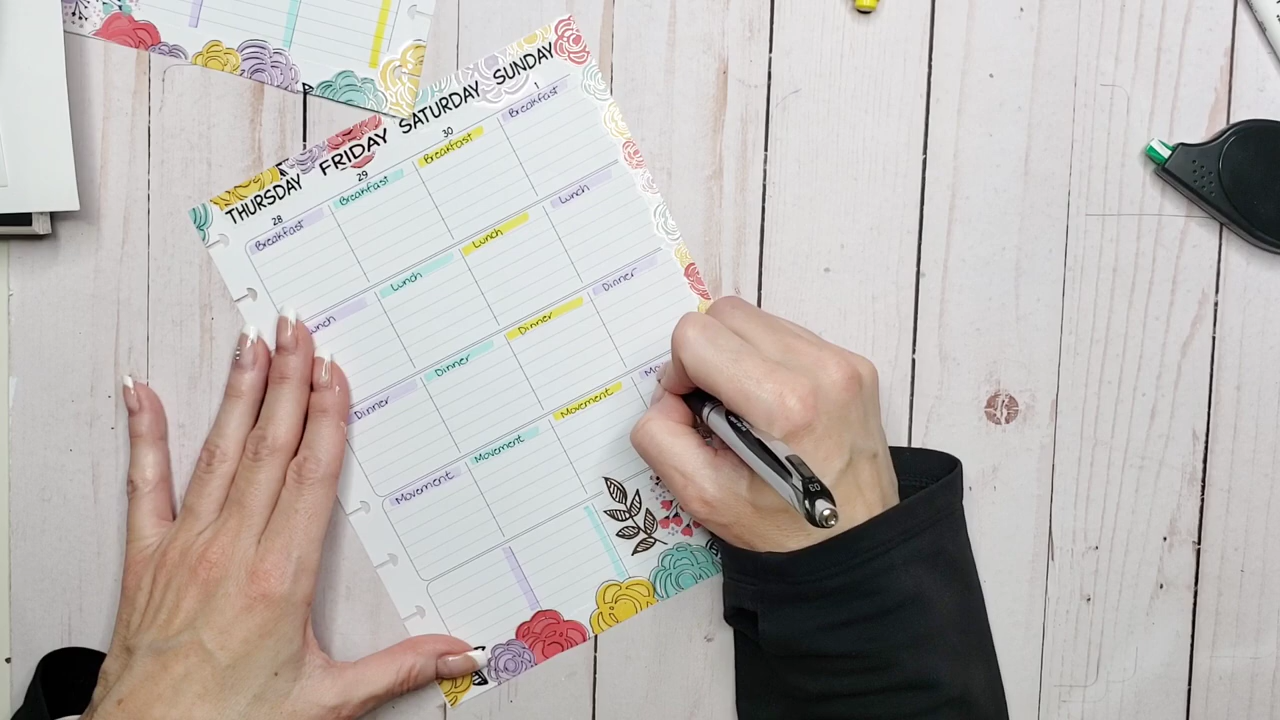 THURSDAY FRIDAY SATURDAY SUNDAY
28 29 30 1
Breakfast Breakfast Breakfast Breakfast
Lunch Lunch Lunch
Dinner Dinner Dinner Dinner
Movement Movement Movement
03